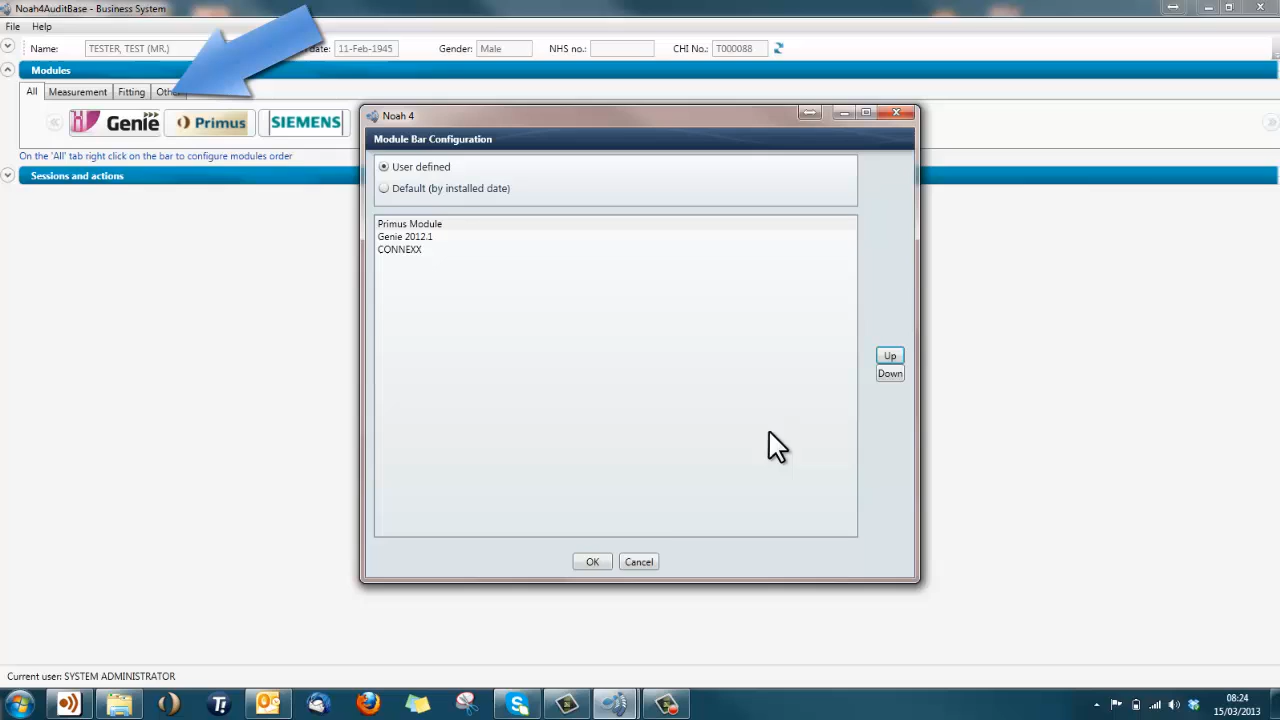 Noah4AuditBase - Business System
File Help
Name: TESTER, TEST (MR.) date: 11-Feb-1945 Gender: Male NHS no.: CHI No.: T000088
Modules
All Measurement Fitting
Genie Primus SIEMENS
On the 'All' tab right click on the bar to configure modules order
Sessions and actions
Noah 4
Module Bar Configuration
User defined
Default (by installed date)
Primus Module
Genie 2012.1
CONNEXX
Up
Down
OK Cancel
Current user: SYSTEM ADMINISTRATOR
08:24
15/03/2013